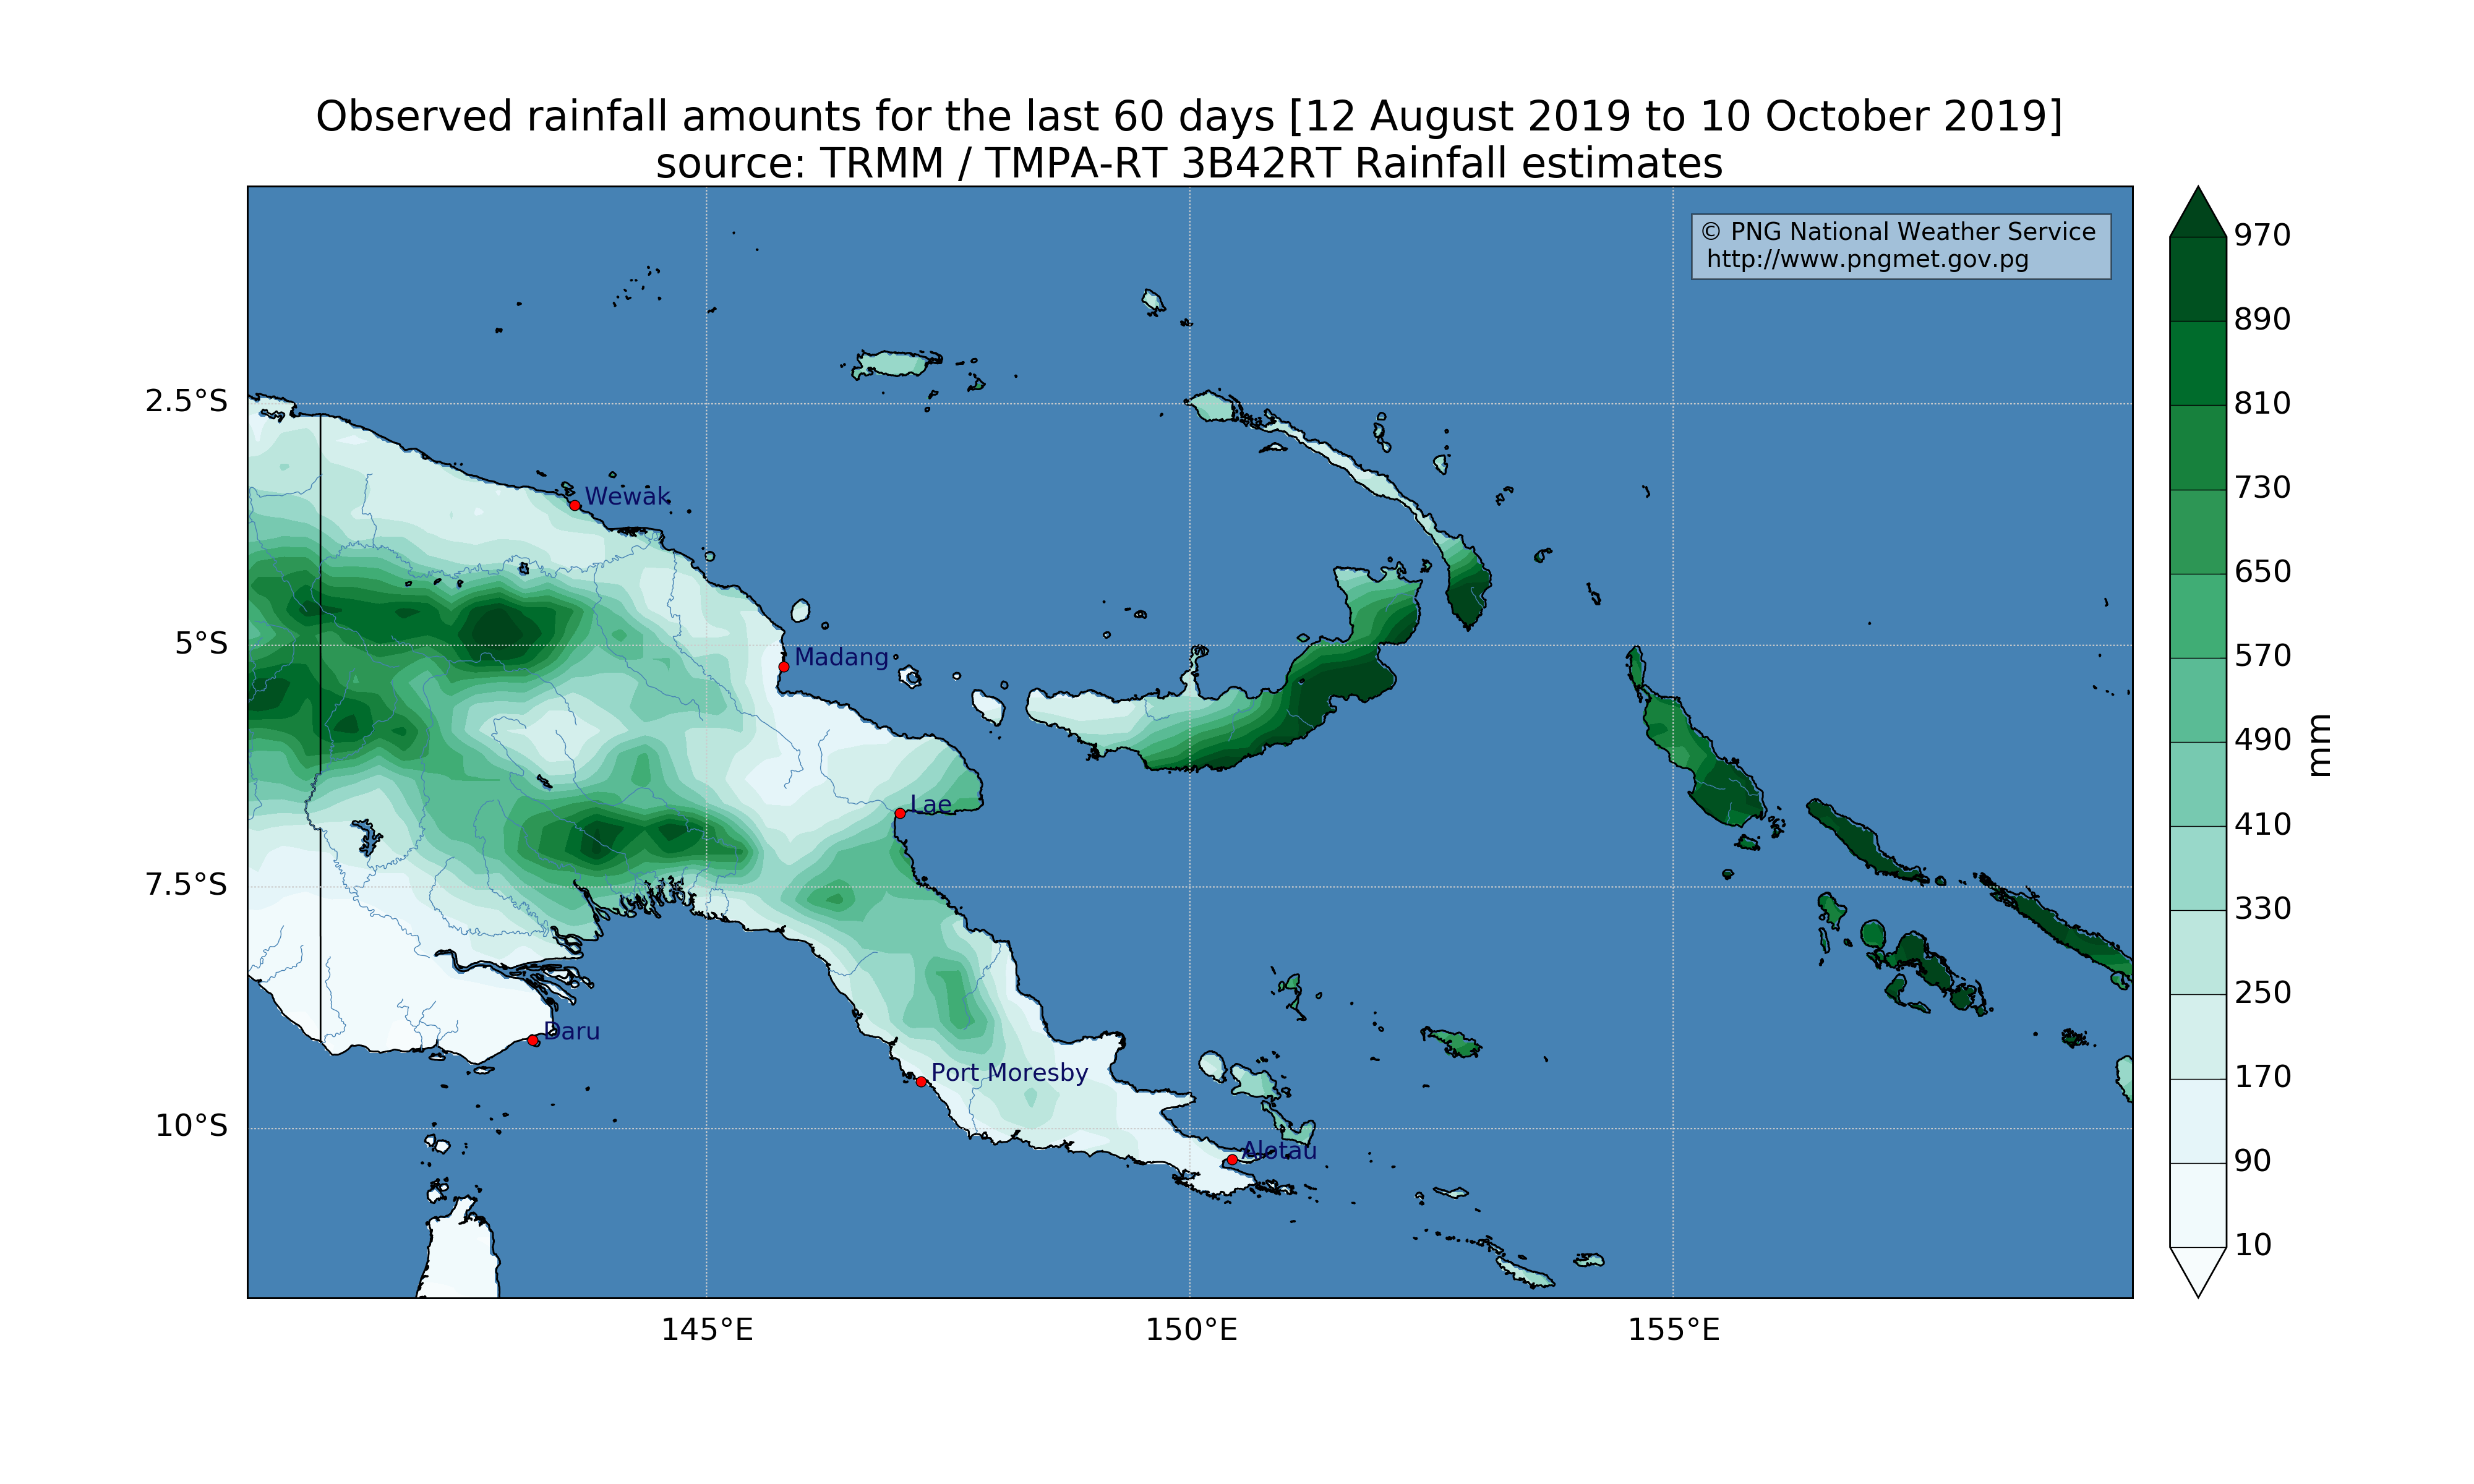 Observed rainfall amounts for the last 60 days [12 August 2019 to 10 October 2019]
source: TRMM / TMPA-RT 3B42RT Rainfall estimates
© PNG National Weather Service
http://www.pngmet.gov.pg
970
890
810
730
650
570
490
410
330
250
170
90
10
mm
2.5°S
5°S
7.5°S
10°S
Wewak
Madang
Lae
Daru
Port Moresby
Alotau
145°E
150°E
155°E